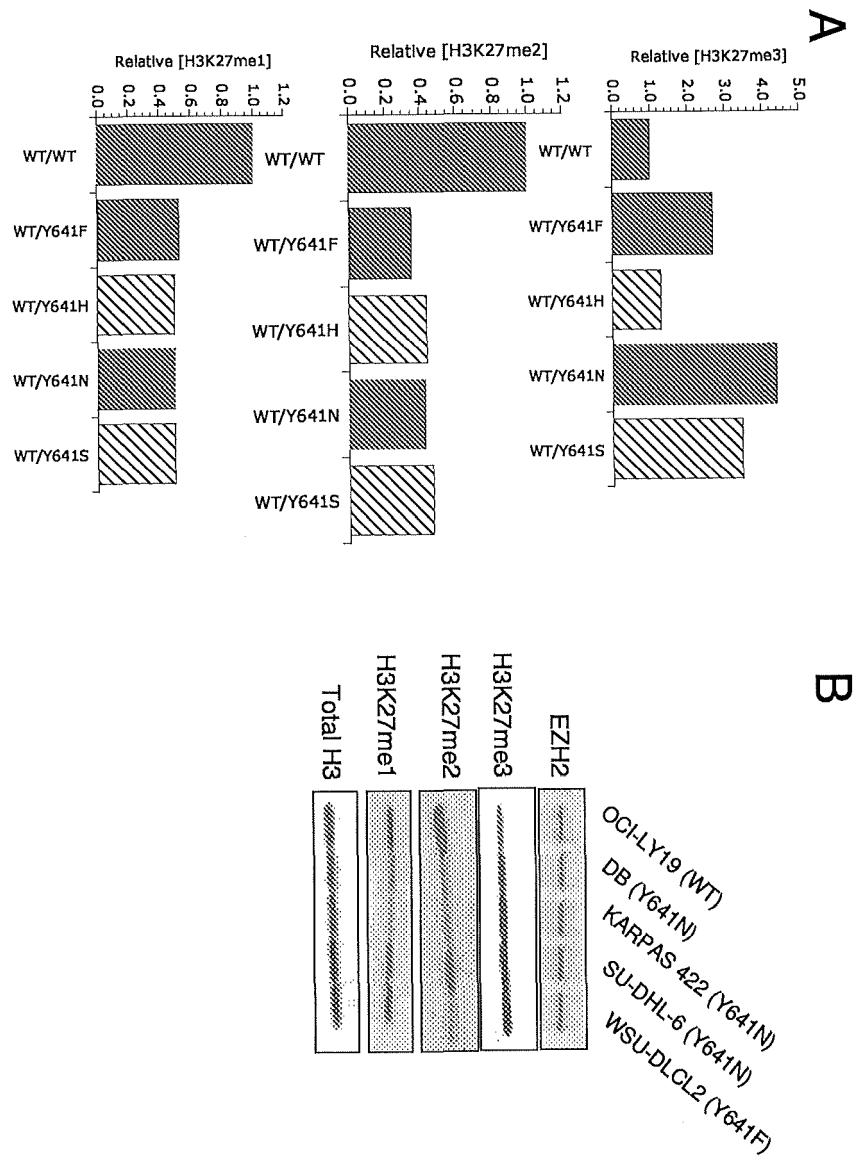 A
Relative [H3K27me3]
0.0 1.0 2.0 3.0 4.0 5.0
WT/WT
WT/Y641F
WT/Y641H
WT/Y641N
WT/Y641S
Relative [H3K27me2]
0.0 0.2 0.4 0.6 0.8 1.0 1.2
WT/WT
WT/Y641F
WT/Y641H
WT/Y641N
WT/Y641S
Relative [H3K27me1]
0.0 0.2 0.4 0.6 0.8 1.0 1.2
WT/WT
WT/Y641F
WT/Y641H
WT/Y641N
WT/Y641S
B
OCI-LY19 (WT)
DB (Y641N)
KARPAS 422 (Y641N)
SU-DHL-6 (Y641N)
WSU-DLCL2 (Y641F)
EZH2
H3K27me3
H3K27me2
H3K27me1
Total H3